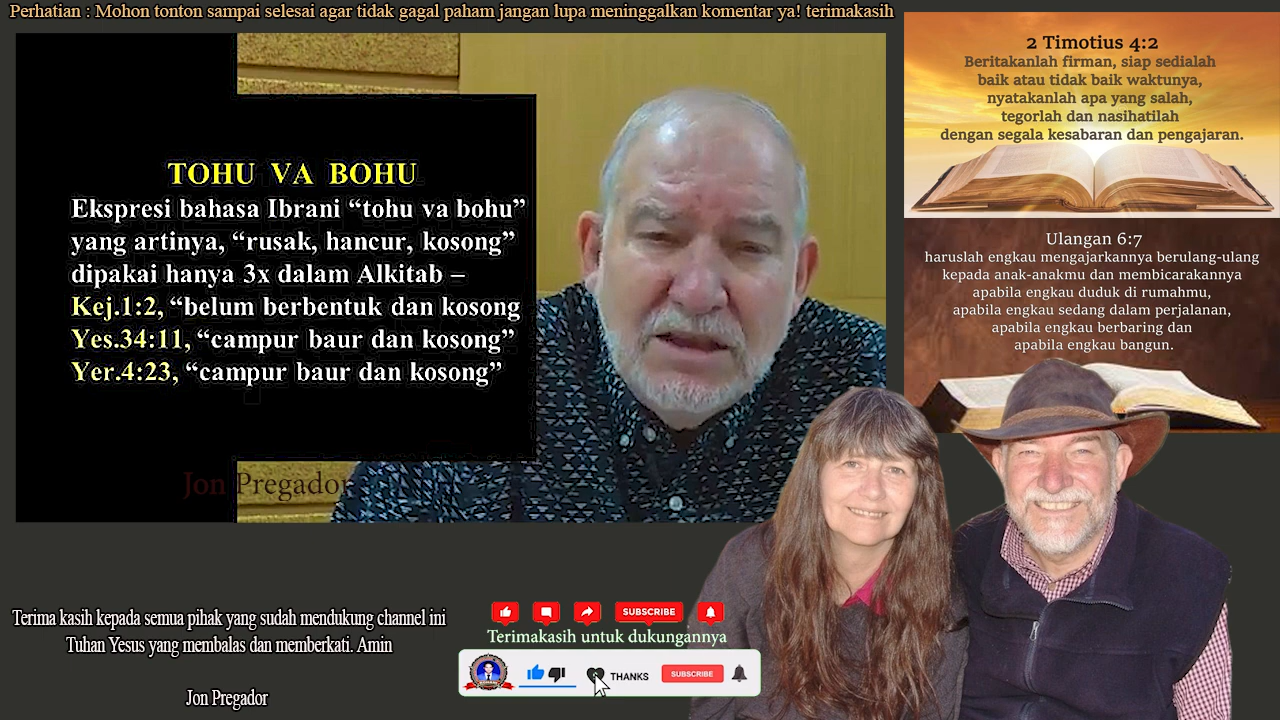 Perhatian : Mohon tonton sampai selesai agar tidak gagal paham jangan lupa meninggalkan komentar ya! terimakasih
TOHU VA BOHU
Ekspresi bahasa Ibrani “tohu va bohu”
yang artinya, “rusak, hancur, kosong”
dipakai hanya 3x dalam Alkitab –
Kej.1:2, “belum berbentuk dan kosong
Yes.34:11, “campur baur dan kosong”
Yer.4:23, “campur baur dan kosong”
Jon Pregador
2 Timotius 4:2
Beritakanlah firman, siap sedialah
baik atau tidak baik waktunya,
nyatakanlah apa yang salah,
tegorlah dan nasihatilah
dengan segala kesabaran dan pengajaran.
Ulangan 6:7
haruslah engkau mengajarkannya berulang-ulang
kepada anak-anakmu dan membicarakannya
apabila engkau duduk di rumahmu,
apabila engkau sedang dalam perjalanan,
apabila engkau berbaring dan
apabila engkau bangun.
Terima kasih kepada semua pihak yang sudah mendukung channel ini
Tuhan Yesus yang membalas dan memberkati. Amin
Jon Pregador
SUBSCRIBE
Terimakasih untuk dukungannya
THANKS
SUBSCRIBE